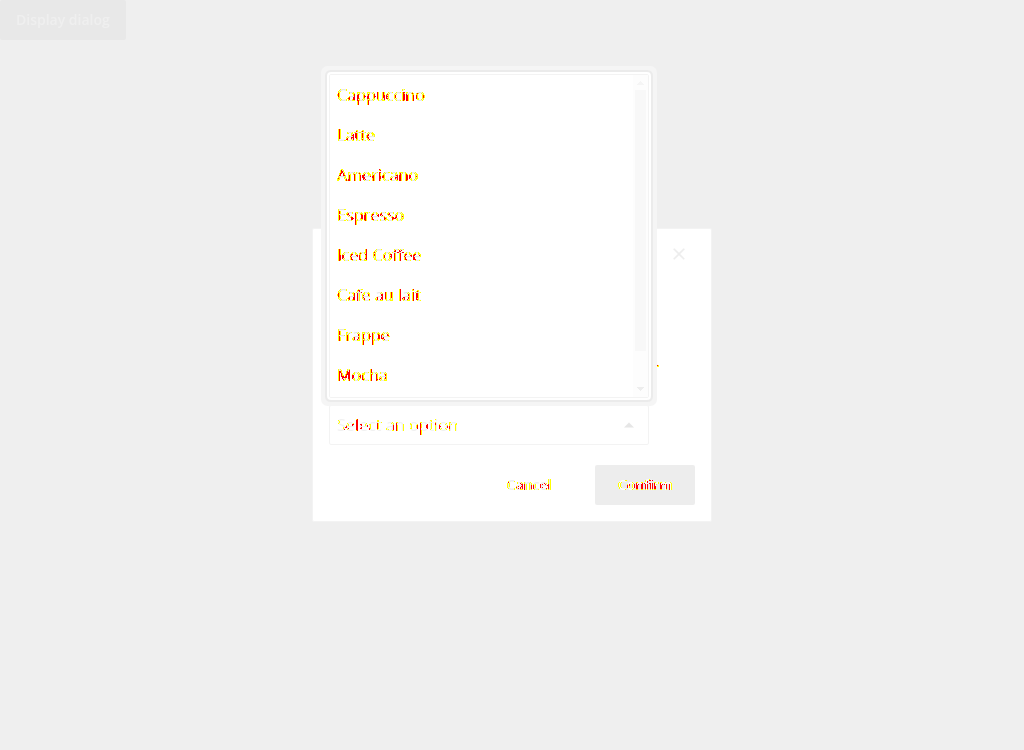 Display dialog
Cappuccino
Latte
Americano
Espresso
Iced Coffee
Cafe au lait
Frappe
Mocha
Select an option
Cancel
Confirm